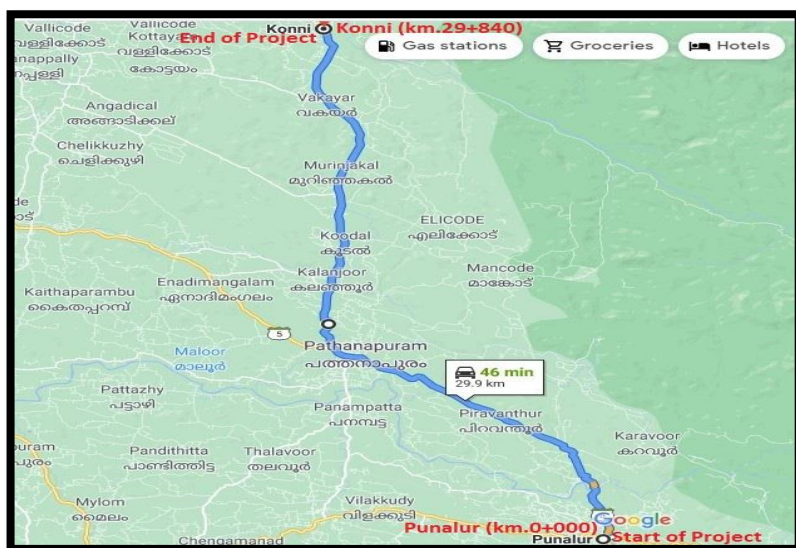 Vallicode
വള്ളിക്കോട്
Vallicode
Kottayam
വള്ളിക്കോട്
കോട്ടയം
Konni
Konni (km.29+840)
End of Project
Gas stations
Groceries
Hotels
Angadical
അങ്ങാടിക്കല്
Vakayar
വകയർ
Chelikkuzhy
ചെളിക്കുഴി
Murinjakal
മുറിഞ്ഞകൽ
ELICODE
എലിക്കോട്
Koodal
കൂടൽ
Mancode
മാങ്കോട്
Kalanjoor
കലഞ്ഞൂർ
Enadimangalam
ഏനാദിമംഗലം
Kaithaparambu
കൈതപ്പറമ്പ്
5
Pathanapuram
പത്തനാപുരം
Maloor
മാലൂർ
46 min
29.9 km
Pattazhy
പട്ടാഴി
Panampatta
പനമ്പട്ട
Piravanthur
പിറവന്തൂർ
Karavoor
കറവൂർ
Pandithitta
പാണ്ടിത്തിട്ട
Thalavoor
തലവൂർ
Mylom
മൈലം
Vilakkudy
വിളക്കുടി
Chengamanad
Google
Punalur (km.0+000)
Punalur
Start of Project